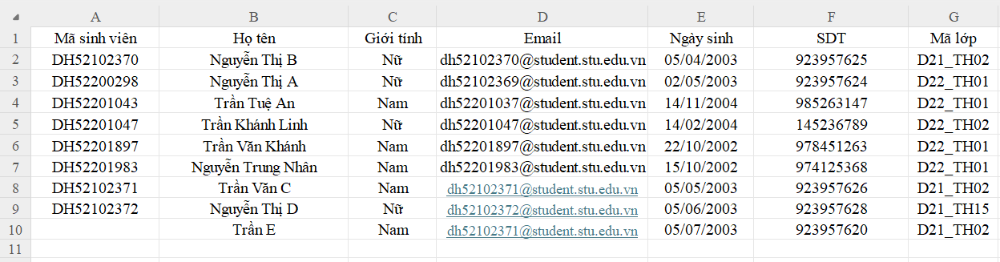 A B C D E F G
1 Mã sinh viên Họ tên Giới tính Email Ngày sinh SDT Mã lớp
2 DH52102370 Nguyễn Thị B Nữ dh52102370@student.stu.edu.vn 05/04/2003 923957625 D21_TH02
3 DH52200298 Nguyễn Thị A Nữ dh52102369@student.stu.edu.vn 02/05/2003 923957624 D22_TH01
4 DH52201043 Trần Tuệ An Nam dh52201037@student.stu.edu.vn 14/11/2004 985263147 D22_TH01
5 DH52201047 Trần Khánh Linh Nữ dh52201047@student.stu.edu.vn 14/02/2004 145236789 D22_TH02
6 DH52201897 Trần Văn Khánh Nam dh52201897@student.stu.edu.vn 22/10/2002 978451263 D22_TH01
7 DH52201983 Nguyễn Trung Nhân Nam dh52201983@student.stu.edu.vn 15/10/2002 974125368 D22_TH01
8 DH52102371 Trần Văn C Nam dh52102371@student.stu.edu.vn 05/05/2003 923957626 D21_TH02
9 DH52102372 Nguyễn Thị D Nữ dh52102372@student.stu.edu.vn 05/06/2003 923957628 D21_TH15
10 Trần E Nam dh52102371@student.stu.edu.vn 05/07/2003 923957620 D21_TH02
11